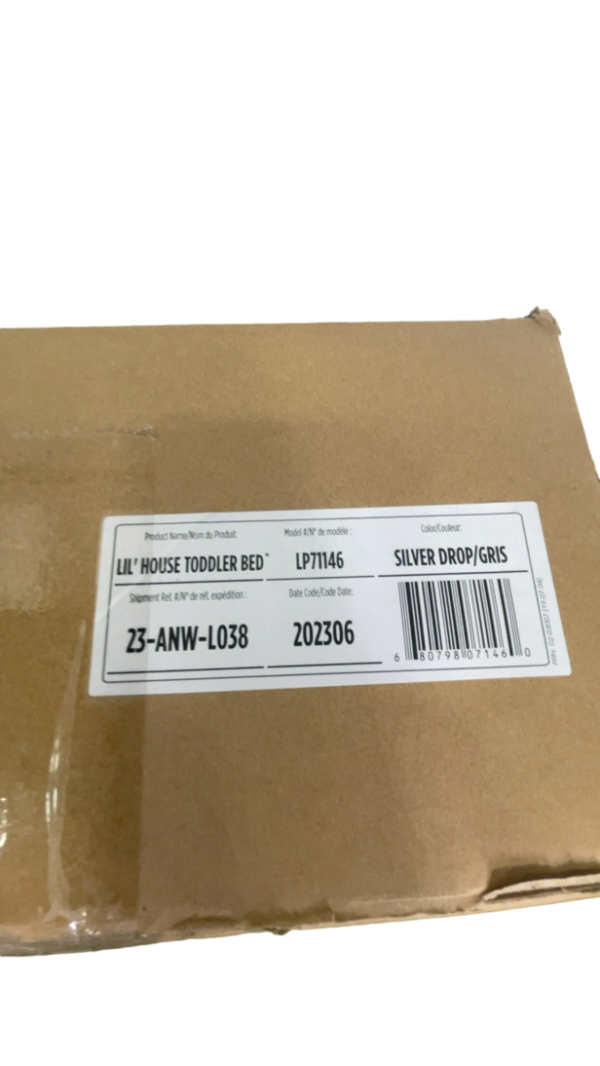 Product Name/Nom du Produit:
LIL' HOUSE TODDLER BED™
Model #/N° de modèle :
LP71146
Color/Couleur:
SILVER DROP/GRIS
Shipment Ref. #/N° de réf. expédition :
23-ANW-L038
Date Code/Code Date:
202306
6 80798 07146 0